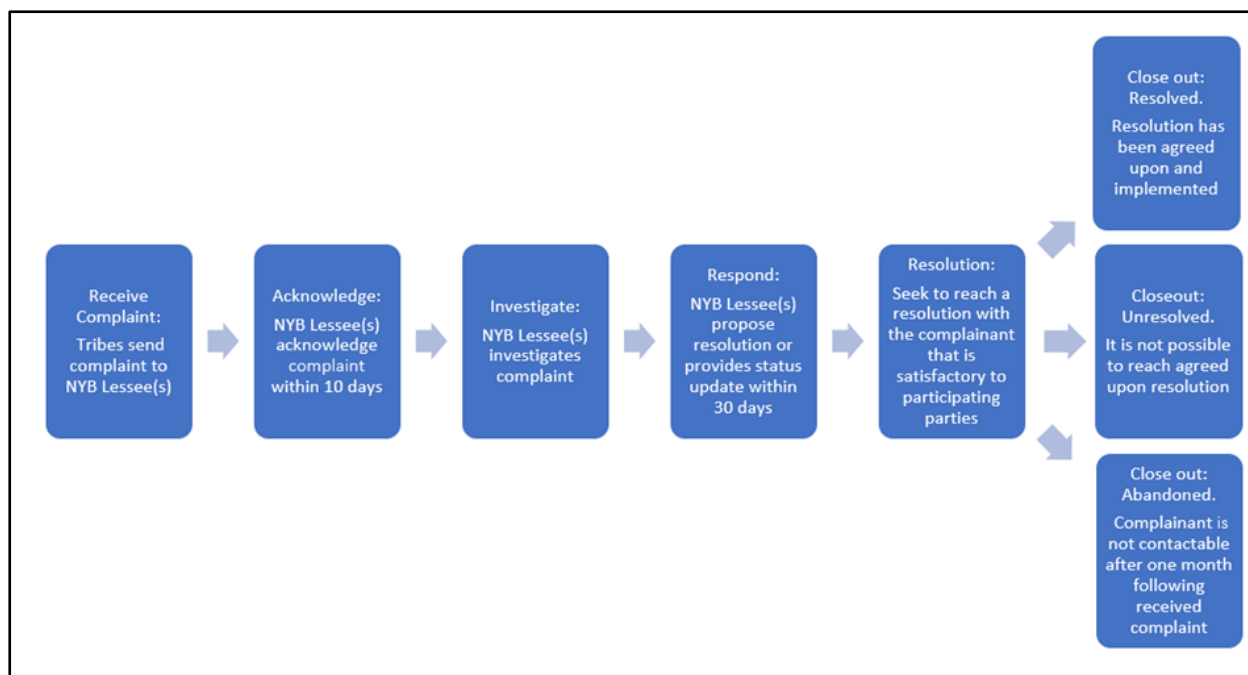 Receive
Complaint:
Tribes send
complaint to
NYB Lessee(s)
Acknowledge:
NYB Lessee(s)
acknowledge
complaint
within 10 days
Investigate:
NYB Lessee(s)
investigates
complaint
Respond:
NYB Lessee(s)
propose
resolution or
provides status
update within
30 days
Resolution:
Seek to reach a
resolution with
the complainant
that is
satisfactory to
participating
parties
Close out:
Resolved.
Resolution has
been agreed
upon and
implemented
Closeout:
Unresolved.
It is not possible
to reach agreed
upon resolution
Close out:
Abandoned.
Complainant is
not contactable
after one month
following
received
complaint